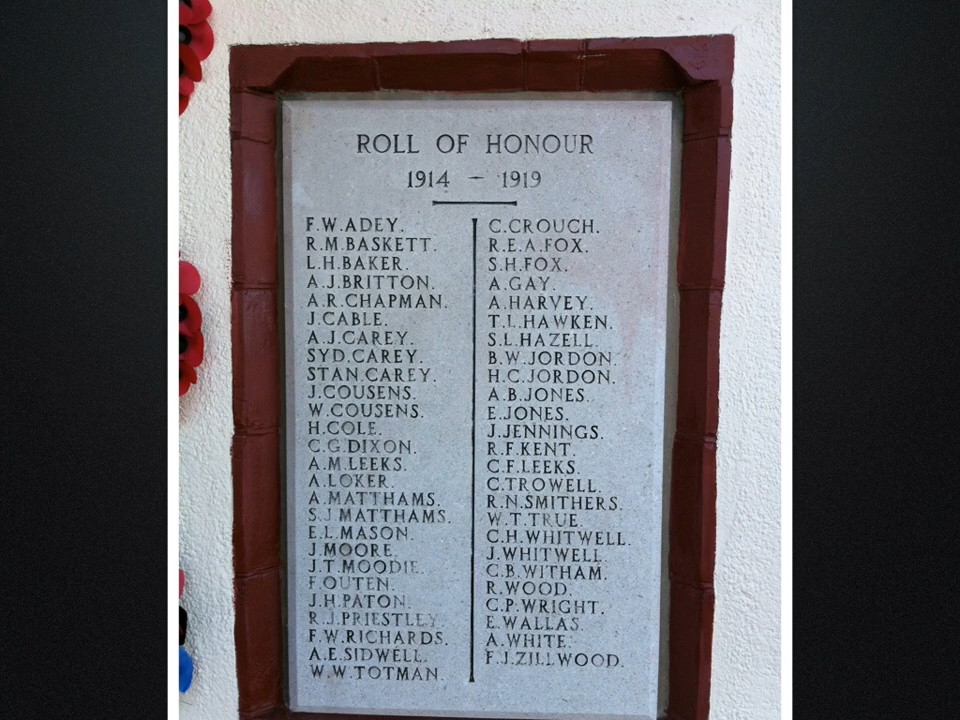 ROLL OF HONOUR
1914 – 1919
F.W.ADEY.
R.M.BASKETT.
L.H.BAKER.
A.J.BRITTON.
A.R.CHAPMAN.
J.CABLE.
A.J.CAREY.
SYD.CAREY.
STAN.CAREY.
J.COUSENS.
W.COUSENS.
H.COLE.
C.G.DIXON.
A.M.LEEKS.
A.LOKER.
A.MATTHAMS.
S.J.MATTHAMS.
E.L.MASON.
J.MOORE.
J.T.MOODIE.
F.OUTEN.
J.H.PATON.
R.J.PRIESTLEY.
F.W.RICHARDS.
A.E.SIDWELL.
W.W.TOTMAN.
C.CROUCH.
R.E.A.FOX.
S.H.FOX.
A.GAY.
A.HARVEY.
T.L.HAWKEN.
S.L.HAZELL.
B.W.JORDON.
H.C.JORDON.
A.B.JONES.
E.JONES.
J.JENNINGS.
R.F.KENT.
C.F.LEEKS.
C.TROWELL.
R.N.SMITHERS.
W.T.TRUE.
C.H.WHITWELL.
J.WHITWELL.
C.B.WITHAM.
R.WOOD.
C.P.WRIGHT.
E.WALLAS.
A.WHITE.
F.J.ZILLWOOD.